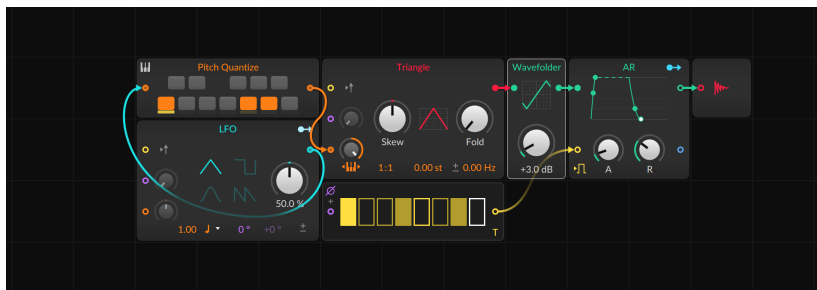 Pitch Quantize
Triangle
Wavefolder
AR
LFO
Skew
Fold
1:1
0.00 st
± 0.00 Hz
+3.0 dB
A
R
50.0 %
1.00
0 °
+0 °
±
T